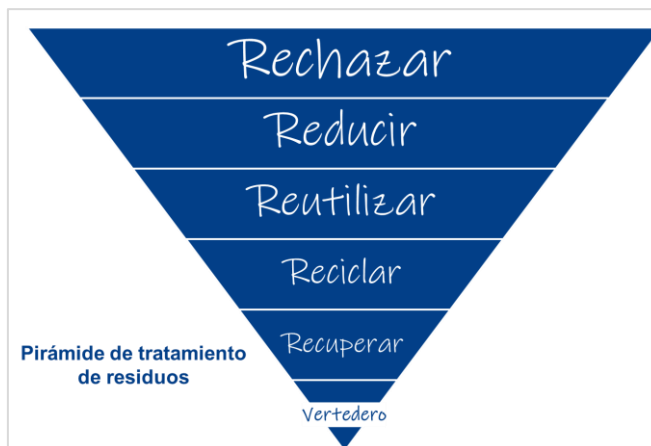 Rechazar
Reducir
Reutilizar
Reciclar
Recuperar
Pirámide de tratamiento
de residuos
Vertedero